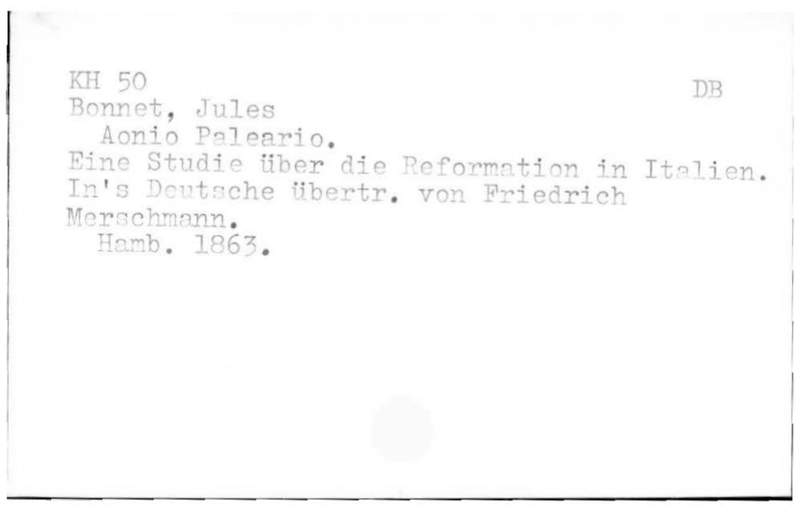 KH 50 DB
Bonnet, Jules
Aonio Paleario.
Eine Studie über die Reformation in Italien.
In's Deutsche übertr. von Friedrich
Merschmann.
Hamb. 1863.